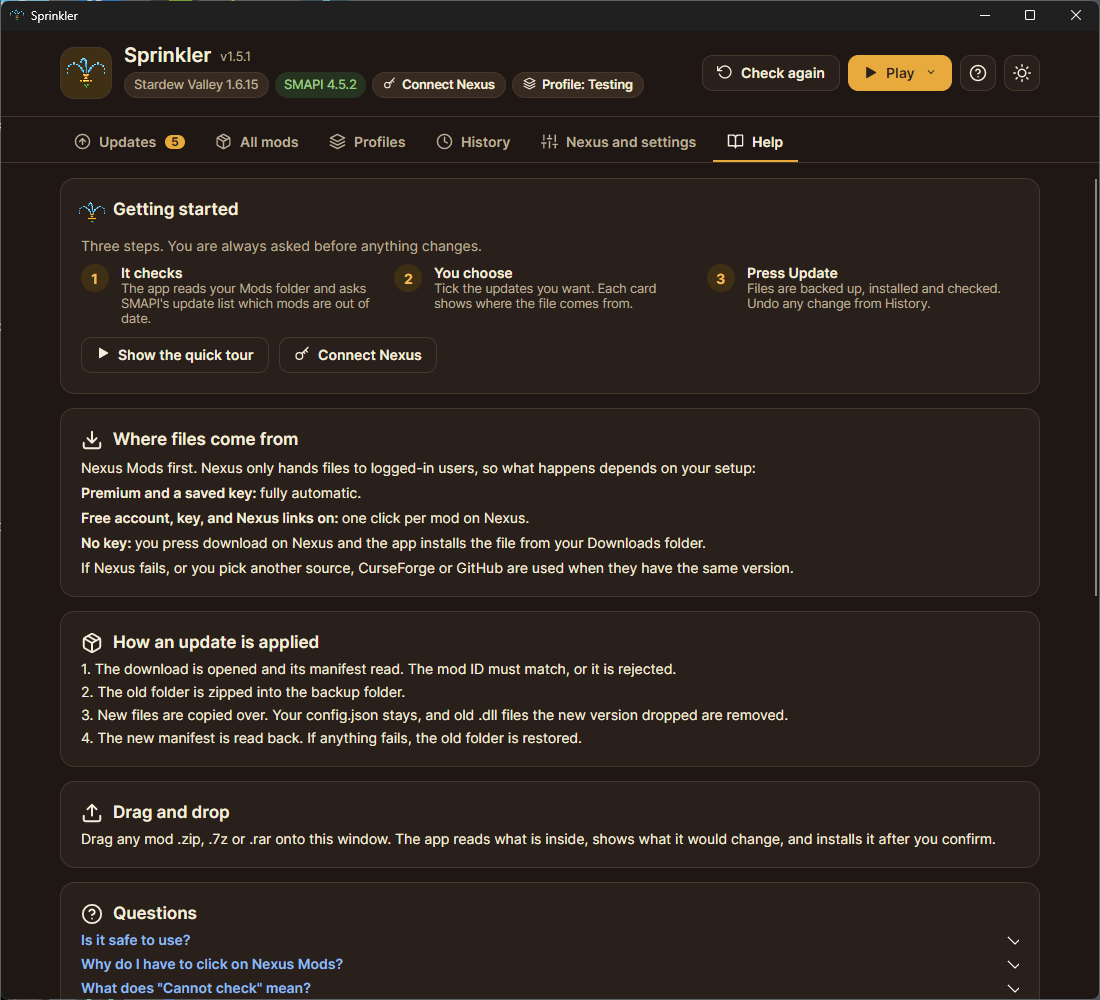 Sprinkler
Sprinkler v1.5.1
Stardew Valley 1.6.15 SMAPI 4.5.2 Connect Nexus Profile: Testing
Check again Play
Updates 5 All mods Profiles History Nexus and settings Help
Getting started
Three steps. You are always asked before anything changes.
1 It checks
The app reads your Mods folder and asks
SMAPI's update list which mods are out of
date.
2 You choose
Tick the updates you want. Each card
shows where the file comes from.
3 Press Update
Files are backed up, installed and checked.
Undo any change from History.
Show the quick tour Connect Nexus
Where files come from
Nexus Mods first. Nexus only hands files to logged-in users, so what happens depends on your setup:
Premium and a saved key: fully automatic.
Free account, key, and Nexus links on: one click per mod on Nexus.
No key: you press download on Nexus and the app installs the file from your Downloads folder.
If Nexus fails, or you pick another source, CurseForge or GitHub are used when they have the same version.
How an update is applied
1. The download is opened and its manifest read. The mod ID must match, or it is rejected.
2. The old folder is zipped into the backup folder.
3. New files are copied over. Your config.json stays, and old .dll files the new version dropped are removed.
4. The new manifest is read back. If anything fails, the old folder is restored.
Drag and drop
Drag any mod .zip, .7z or .rar onto this window. The app reads what is inside, shows what it would change, and installs it after you confirm.
Questions
Is it safe to use?
Why do I have to click on Nexus Mods?
What does "Cannot check" mean?